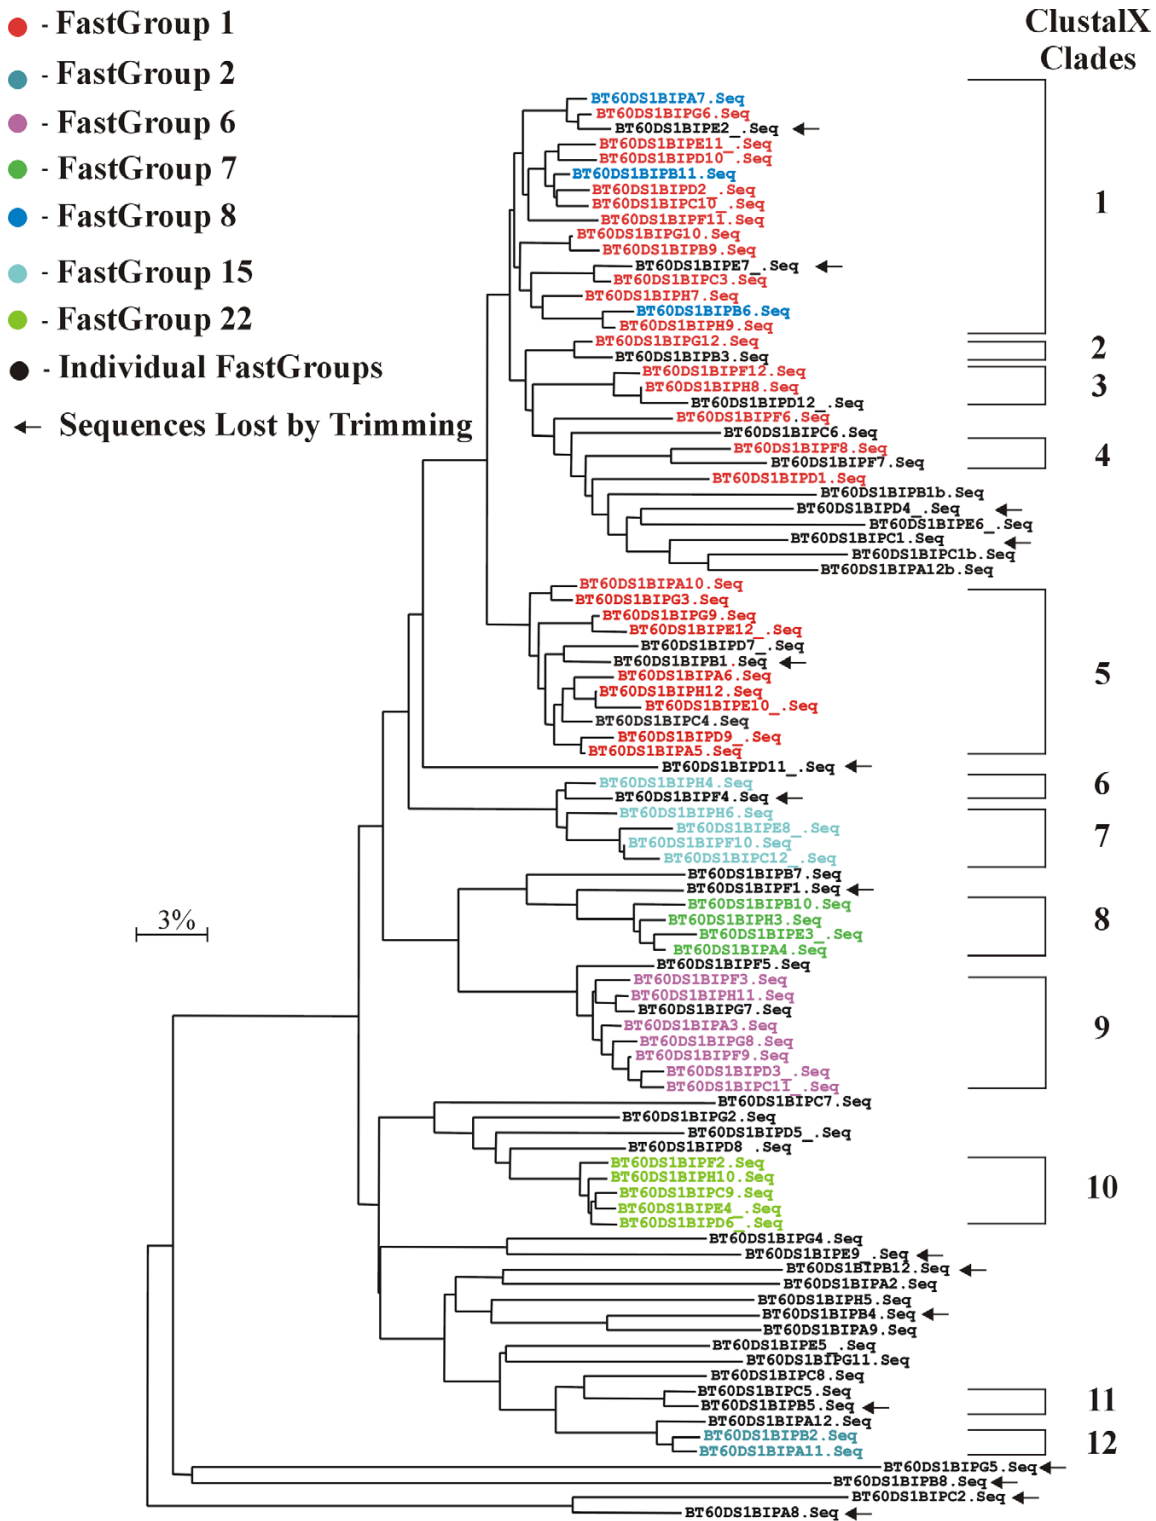 - FastGroup 1
- FastGroup 2
- FastGroup 6
- FastGroup 7
- FastGroup 8
- FastGroup 15
- FastGroup 22
- Individual FastGroups
Sequences Lost by Trimming
ClustalX
Clades
BT60DS1BIPA7.Seq
BT60DS1BIPG6.Seq
BT60DS1BIPE2_.Seq
BT60DS1BIPE11_.Seq
BT60DS1BIPD10_.Seq
BT60DS1BIPB11.Seq
BT60DS1BIPD2_.Seq
BT60DS1BIPC10_.Seq
BT60DS1BIPF11.Seq
BT60DS1BIPG10.Seq
BT60DS1BIPB9.Seq
BT60DS1BIPE7_.Seq
BT60DS1BIPC3.Seq
BT60DS1BIPH7.Seq
BT60DS1BIPB6.Seq
BT60DS1BIPH9.Seq
1
BT60DS1BIPG12.Seq
BT60DS1BIPB3.Seq
2
BT60DS1BIPF12.Seq
BT60DS1BIPH8.Seq
BT60DS1BIPD12_.Seq
3
BT60DS1BIPF6.Seq
BT60DS1BIPC6.Seq
BT60DS1BIPF8.Seq
BT60DS1BIPF7.Seq
4
BT60DS1BIPD1.Seq
BT60DS1BIPB1b.Seq
BT60DS1BIPD4_.Seq
BT60DS1BIPE6_.Seq
BT60DS1BIPC1.Seq
BT60DS1BIPC1b.Seq
BT60DS1BIPA12b.Seq
BT60DS1BIPA10.Seq
BT60DS1BIPG3.Seq
BT60DS1BIPG9.Seq
BT60DS1BIPE12_.Seq
BT60DS1BIPD7_.Seq
BT60DS1BIPB1.Seq
BT60DS1BIPA6.Seq
BT60DS1BIPH12.Seq
BT60DS1BIPE10_.Seq
BT60DS1BIPC4.Seq
BT60DS1BIPD9_.Seq
BT60DS1BIPA5.Seq
5
BT60DS1BIPD11_.Seq
BT60DS1BIPH4.Seq
BT60DS1BIPF4.Seq
6
BT60DS1BIPH6.Seq
BT60DS1BIPE8_.Seq
BT60DS1BIPF10.Seq
BT60DS1BIPC12_.Seq
7
BT60DS1BIPB7.Seq
BT60DS1BIPF1.Seq
BT60DS1BIPB10.Seq
BT60DS1BIPH3.Seq
BT60DS1BIPE3_.Seq
BT60DS1BIPA4.Seq
8
3%
BT60DS1BIPF5.Seq
BT60DS1BIPF3.Seq
BT60DS1BIPH11.Seq
BT60DS1BIPG7.Seq
BT60DS1BIPA3.Seq
BT60DS1BIPG8.Seq
BT60DS1BIPF9.Seq
BT60DS1BIPD3_.Seq
BT60DS1BIPC11_.Seq
9
BT60DS1BIPC7.Seq
BT60DS1BIPG2.Seq
BT60DS1BIPD5_.Seq
BT60DS1BIPD8 .Seq
BT60DS1BIPF2.Seq
BT60DS1BIPH10.Seq
BT60DS1BIPC9.Seq
BT60DS1BIPE4_.Seq
BT60DS1BIPD6_.Seq
10
BT60DS1BIPG4.Seq
BT60DS1BIPE9_.Seq
BT60DS1BIPB12.Seq
BT60DS1BIPA2.Seq
BT60DS1BIPH5.Seq
BT60DS1BIPB4.Seq
BT60DS1BIPA9.Seq
BT60DS1BIPE5_.Seq
BT60DS1BIPG11.Seq
BT60DS1BIPC8.Seq
BT60DS1BIPC5.Seq
BT60DS1BIPB5.Seq
11
BT60DS1BIPA12.Seq
BT60DS1BIPB2.Seq
BT60DS1BIPA11.Seq
12
BT60DS1BIPG5.Seq
BT60DS1BIPB8.Seq
BT60DS1BIPC2.Seq
BT60DS1BIPA8.Seq